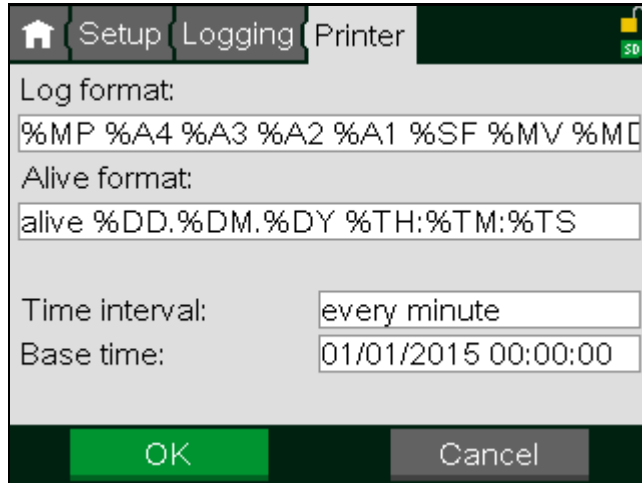 Setup Logging Printer
SD
Log format:
%MP %A4 %A3 %A2 %A1 %SF %MV
Alive format:
alive %DD.%DM.%DY %TH:%TM:%TS
Time interval: every minute
Base time: 01/01/2015 00:00:00
OK Cancel